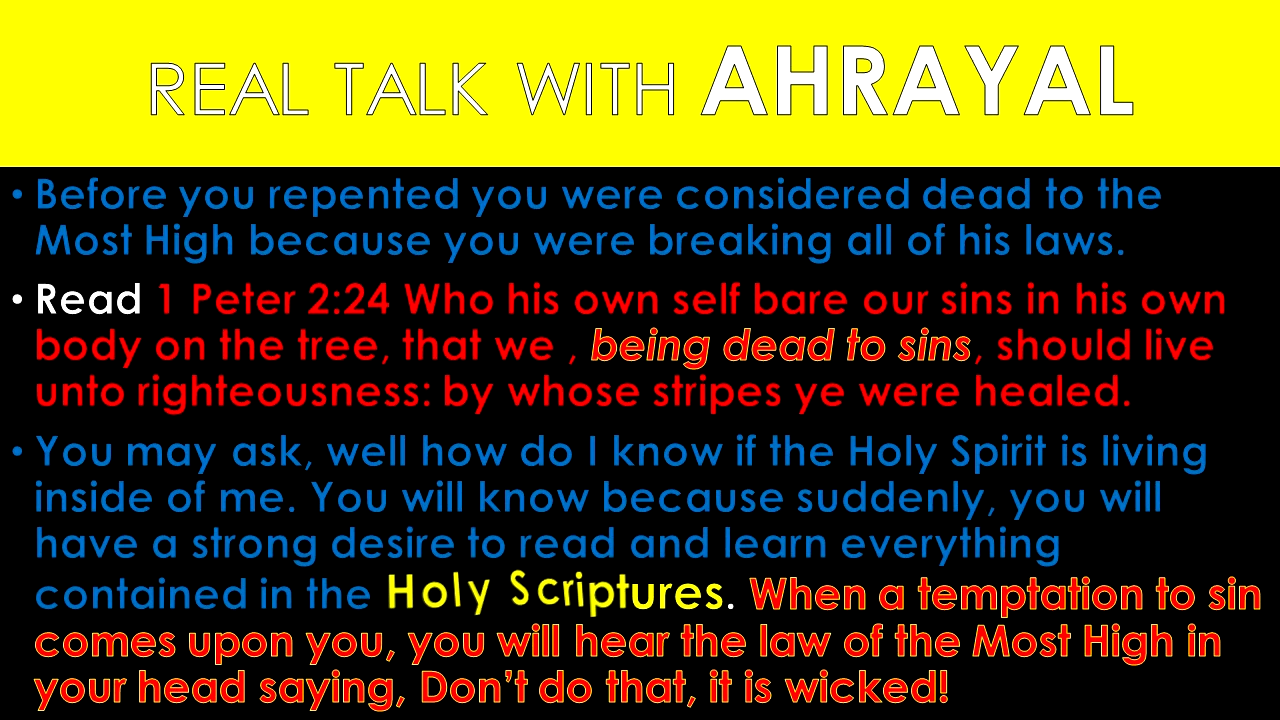 REAL TALK WITH AHRAYAL
• Before you repented you were considered dead to the
Most High because you were breaking all of his laws.
• Read 1 Peter 2:24 Who his own self bare our sins in his own
body on the tree, that we , being dead to sins, should live
unto righteousness: by whose stripes ye were healed.
• You may ask, well how do I know if the Holy Spirit is living
inside of me. You will know because suddenly, you will
have a strong desire to read and learn everything
contained in the Holy Scriptures. When a temptation to sin
comes upon you, you will hear the law of the Most High in
your head saying, Don’t do that, it is wicked!